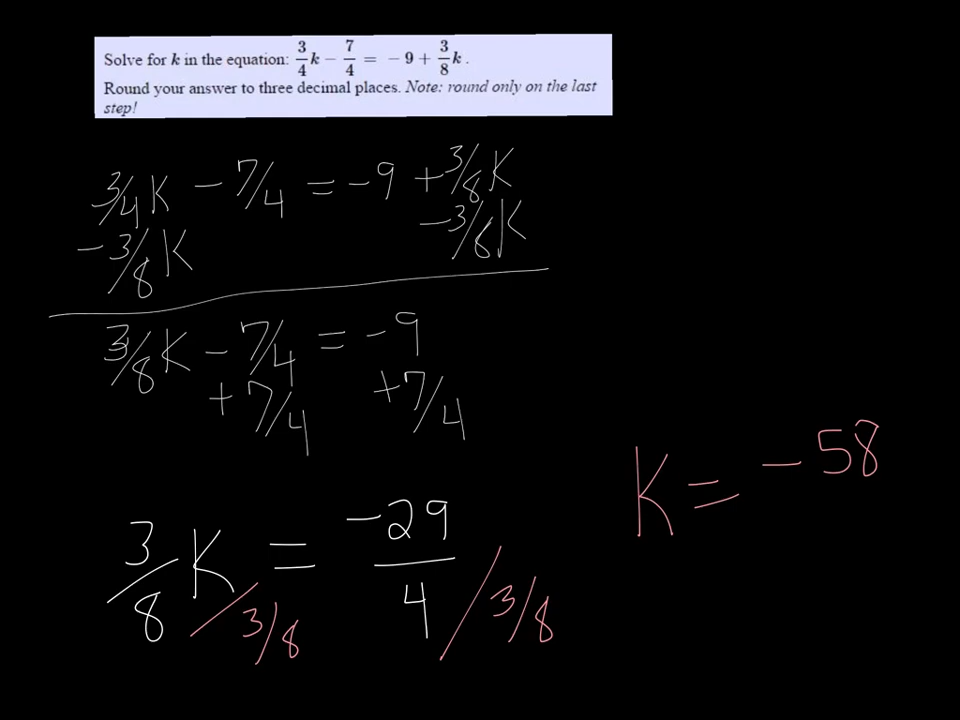 Solve for k in the equation: 3/4 k − 7/4 = − 9 + 3/8 k .
Round your answer to three decimal places. Note: round only on the last
step!
3/4 K − 7/4 = −9 + 3/8 K
− 3/8 K − 3/8 K
3/8 K − 7/4 = −9
+ 7/4 + 7/4
3/8 K = −29/4
/ 3/8 / 3/8
K = −58